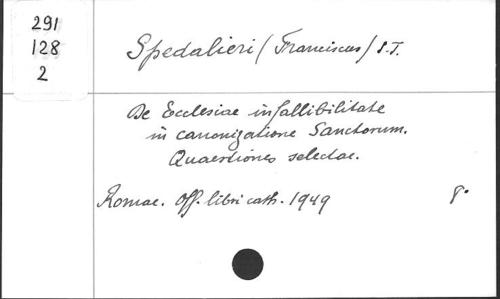 291
128
2
Spedalieri (Franciscus) S.I.
De Ecclesiae infallibilitate
in canonizatione Sanctorum.
Quaestiones selectae.
Romae. Off. libri cath. 1949 8°